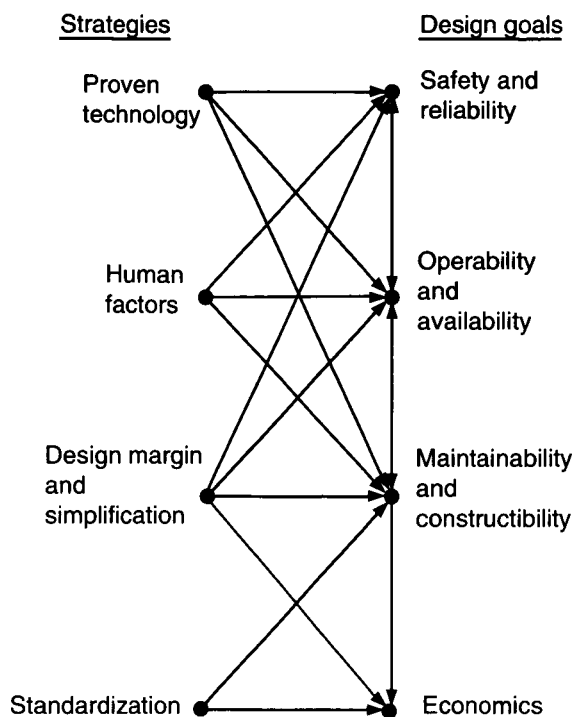 Strategies
Design goals
Proven
technology
Safety and
reliability
Human
factors
Operability
and
availability
Design margin
and
simplification
Maintainability
and
constructibility
Standardization
Economics